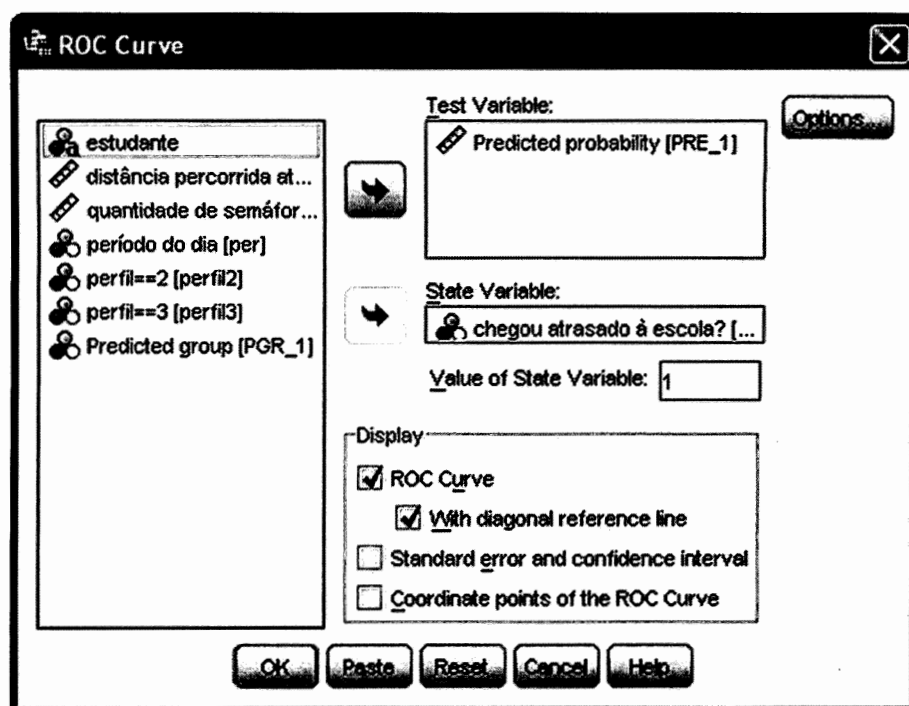 ROC Curve
estudante
distância percorrida at...
quantidade de semáfor...
período do dia [per]
perfil==2 [perfil2]
perfil==3 [perfil3]
Predicted group [PGR_1]
Test Variable:
Predicted probability [PRE_1]
State Variable:
chegou atrasado à escola? [...
Value of State Variable: 1
Options...
Display
ROC Curve
With diagonal reference line
Standard error and confidence interval
Coordinate points of the ROC Curve
OK Paste Reset Cancel Help